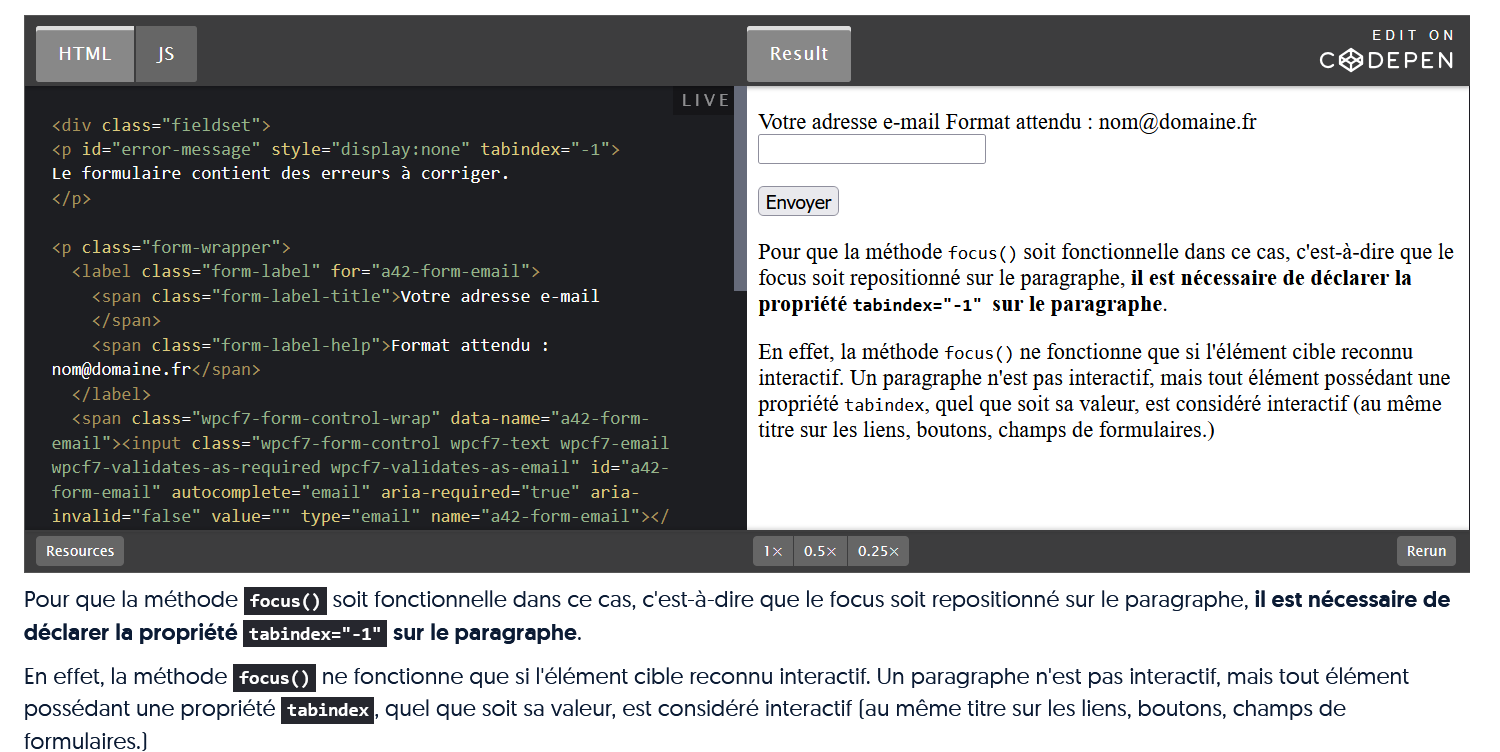 HTML
JS
Result
EDIT ON
CODEPEN
LIVE
<div class="fieldset">
<p id="error-message" style="display:none" tabindex="-1">
Le formulaire contient des erreurs à corriger.
</p>
<p class="form-wrapper">
<label class="form-label" for="a42-form-email">
<span class="form-label-title">Votre adresse e-mail
</span>
<span class="form-label-help">Format attendu :
nom@domaine.fr</span>
</label>
<span class="wpcf7-form-control-wrap" data-name="a42-form-
email"><input class="wpcf7-form-control wpcf7-text wpcf7-email
wpcf7-validates-as-required wpcf7-validates-as-email" id="a42-
form-email" autocomplete="email" aria-required="true" aria-
invalid="false" value="" type="email" name="a42-form-email"></
Votre adresse e-mail Format attendu : nom@domaine.fr
Envoyer
Pour que la méthode focus() soit fonctionnelle dans ce cas, c'est-à-dire que le
focus soit repositionné sur le paragraphe, il est nécessaire de déclarer la
propriété tabindex="-1" sur le paragraphe.
En effet, la méthode focus() ne fonctionne que si l'élément cible reconnu
interactif. Un paragraphe n'est pas interactif, mais tout élément possédant une
propriété tabindex, quel que soit sa valeur, est considéré interactif (au même
titre sur les liens, boutons, champs de formulaires.)
Resources
1×
0.5×
0.25×
Rerun
Pour que la méthode focus() soit fonctionnelle dans ce cas, c'est-à-dire que le focus soit repositionné sur le paragraphe, il est nécessaire de
déclarer la propriété tabindex="-1" sur le paragraphe.
En effet, la méthode focus() ne fonctionne que si l'élément cible reconnu interactif. Un paragraphe n'est pas interactif, mais tout élément
possédant une propriété tabindex, quel que soit sa valeur, est considéré interactif (au même titre sur les liens, boutons, champs de
formulaires.)